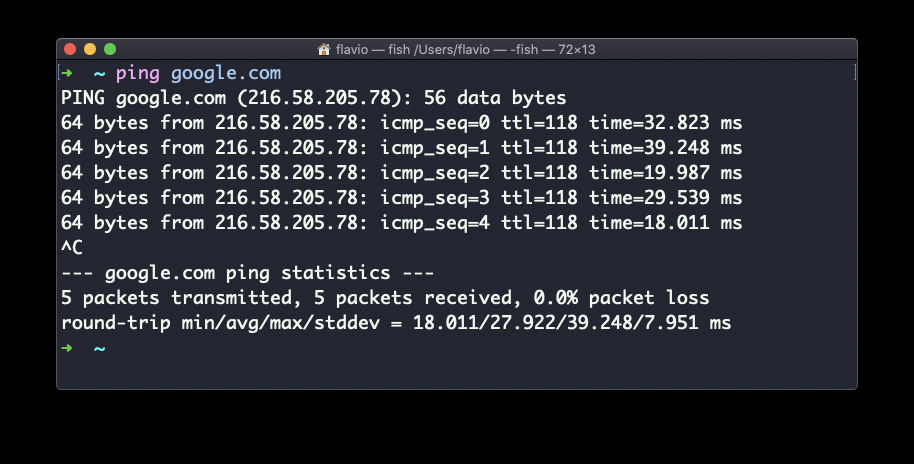 flavio — fish /Users/flavio — -fish — 72×13
➜  ~ ping google.com
PING google.com (216.58.205.78): 56 data bytes
64 bytes from 216.58.205.78: icmp_seq=0 ttl=118 time=32.823 ms
64 bytes from 216.58.205.78: icmp_seq=1 ttl=118 time=39.248 ms
64 bytes from 216.58.205.78: icmp_seq=2 ttl=118 time=19.987 ms
64 bytes from 216.58.205.78: icmp_seq=3 ttl=118 time=29.539 ms
64 bytes from 216.58.205.78: icmp_seq=4 ttl=118 time=18.011 ms
^C
--- google.com ping statistics ---
5 packets transmitted, 5 packets received, 0.0% packet loss
round-trip min/avg/max/stddev = 18.011/27.922/39.248/7.951 ms
➜  ~